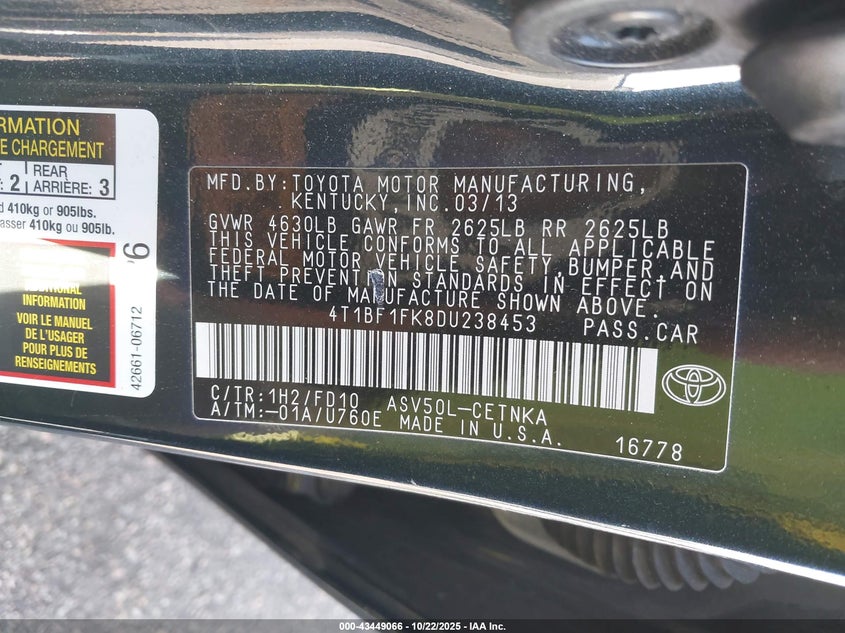 RMATION
E CHARGEMENT
: 2
REAR
ARRIÈRE: 3
d 410kg or 905lbs.
asser 410kg ou 905lb.
INFORMATION
VOIR LE MANUEL
DE L'USAGER
POUR PLUS DE
RENSEIGNEMENTS
42661-06712
MFD.BY:TOYOTA MOTOR MANUFACTURING,
KENTUCKY,INC.03/13
GVWR 4630LB GAWR FR 2625LB RR 2625LB
THIS VEHICLE CONFORMS TO ALL APPLICABLE
FEDERAL MOTOR VEHICLE SAFETY,BUMPER,AND
THEFT PREVENTION STANDARDS IN EFFECT ON
THE DATE OF MANUFACTURE SHOWN ABOVE.
4T1BF1FK8DU238453 PASS.CAR
C/TR:1H2/FD10 ASV50L-CETNKA
A/TM:-01A/U760E MADE IN U.S.A.
16778
000-43449066 - 10/22/2025 - IAA Inc.